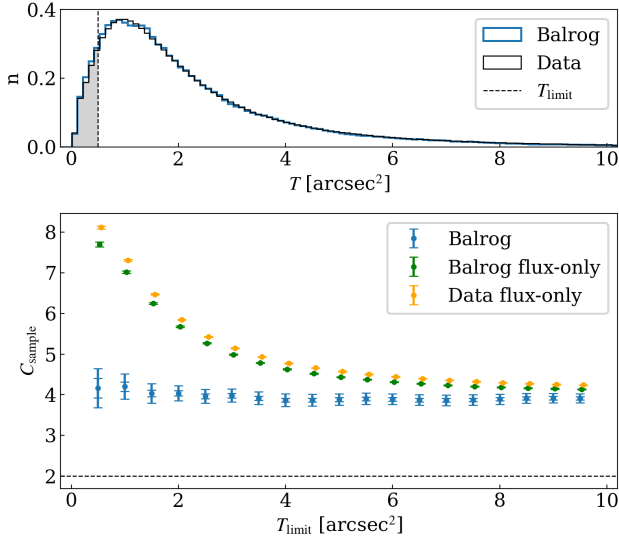 0.4
0.2
0.0
n
Balrog
Data
T_limit
0 2 4 6 8 10
T [arcsec²]
8
7
6
5
4
3
2
C_sample
Balrog
Balrog flux-only
Data flux-only
0 2 4 6 8 10
T_limit [arcsec²]